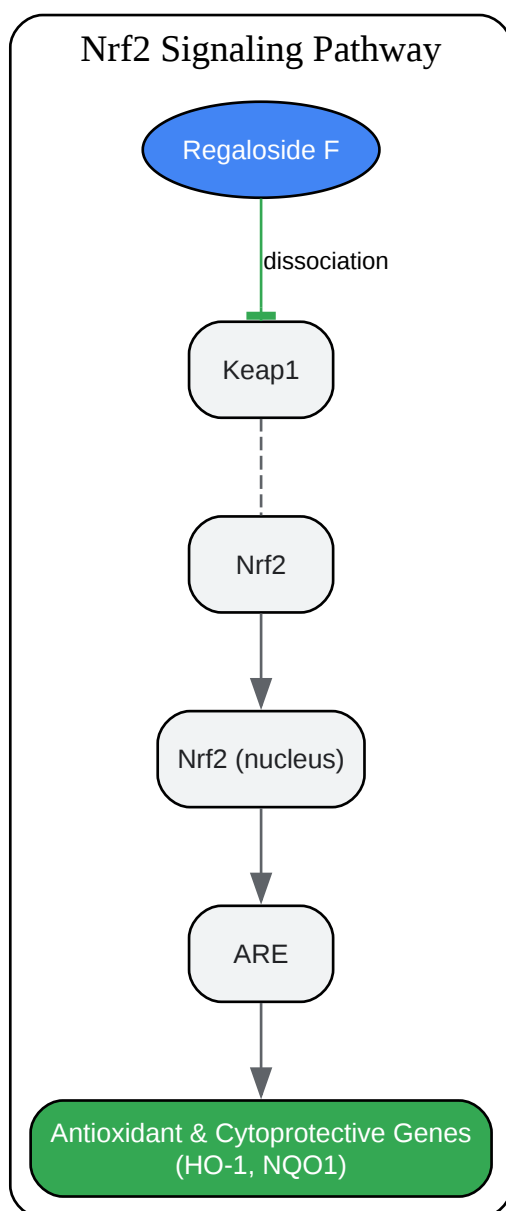 Nrf2 Signaling Pathway
Regaloside F
dissociation
Keap1
Nrf2
Nrf2 (nucleus)
ARE
Antioxidant & Cytoprotective Genes
(HO-1, NQO1)